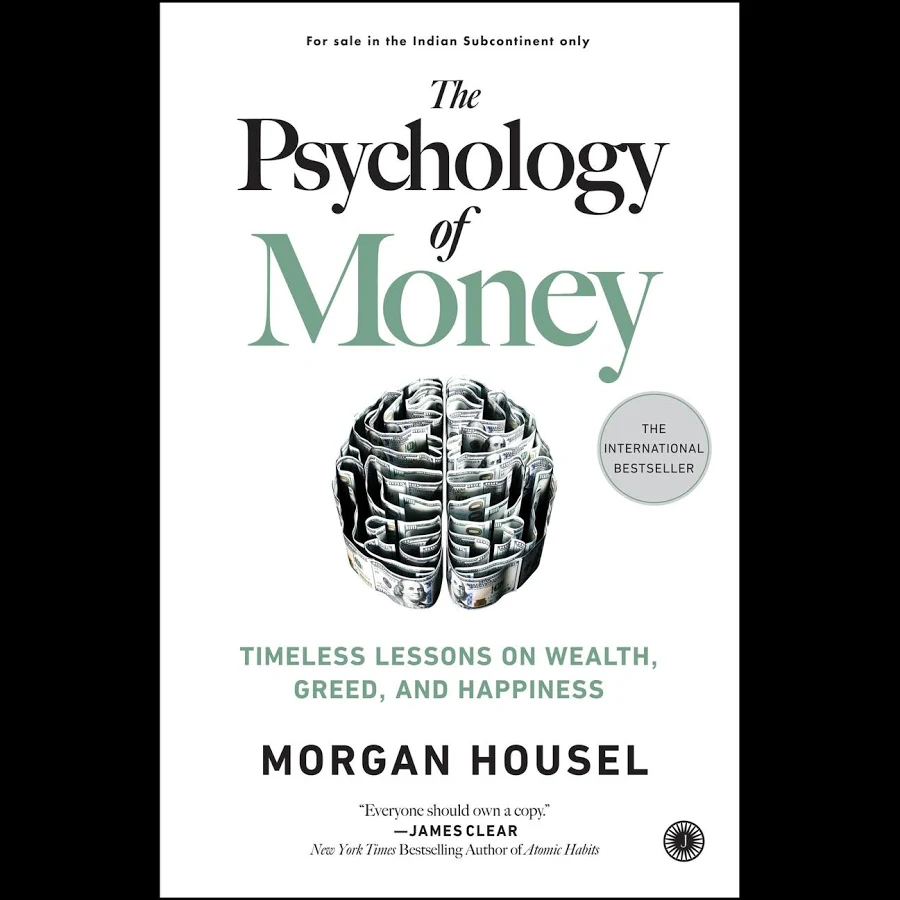 For sale in the Indian Subcontinent only
The
Psychology
of
Money
THE
INTERNATIONAL
BESTSELLER
TIMELESS LESSONS ON WEALTH,
GREED, AND HAPPINESS
MORGAN HOUSEL
“Everyone should own a copy.”
—JAMES CLEAR
New York Times Bestselling Author of Atomic Habits
J